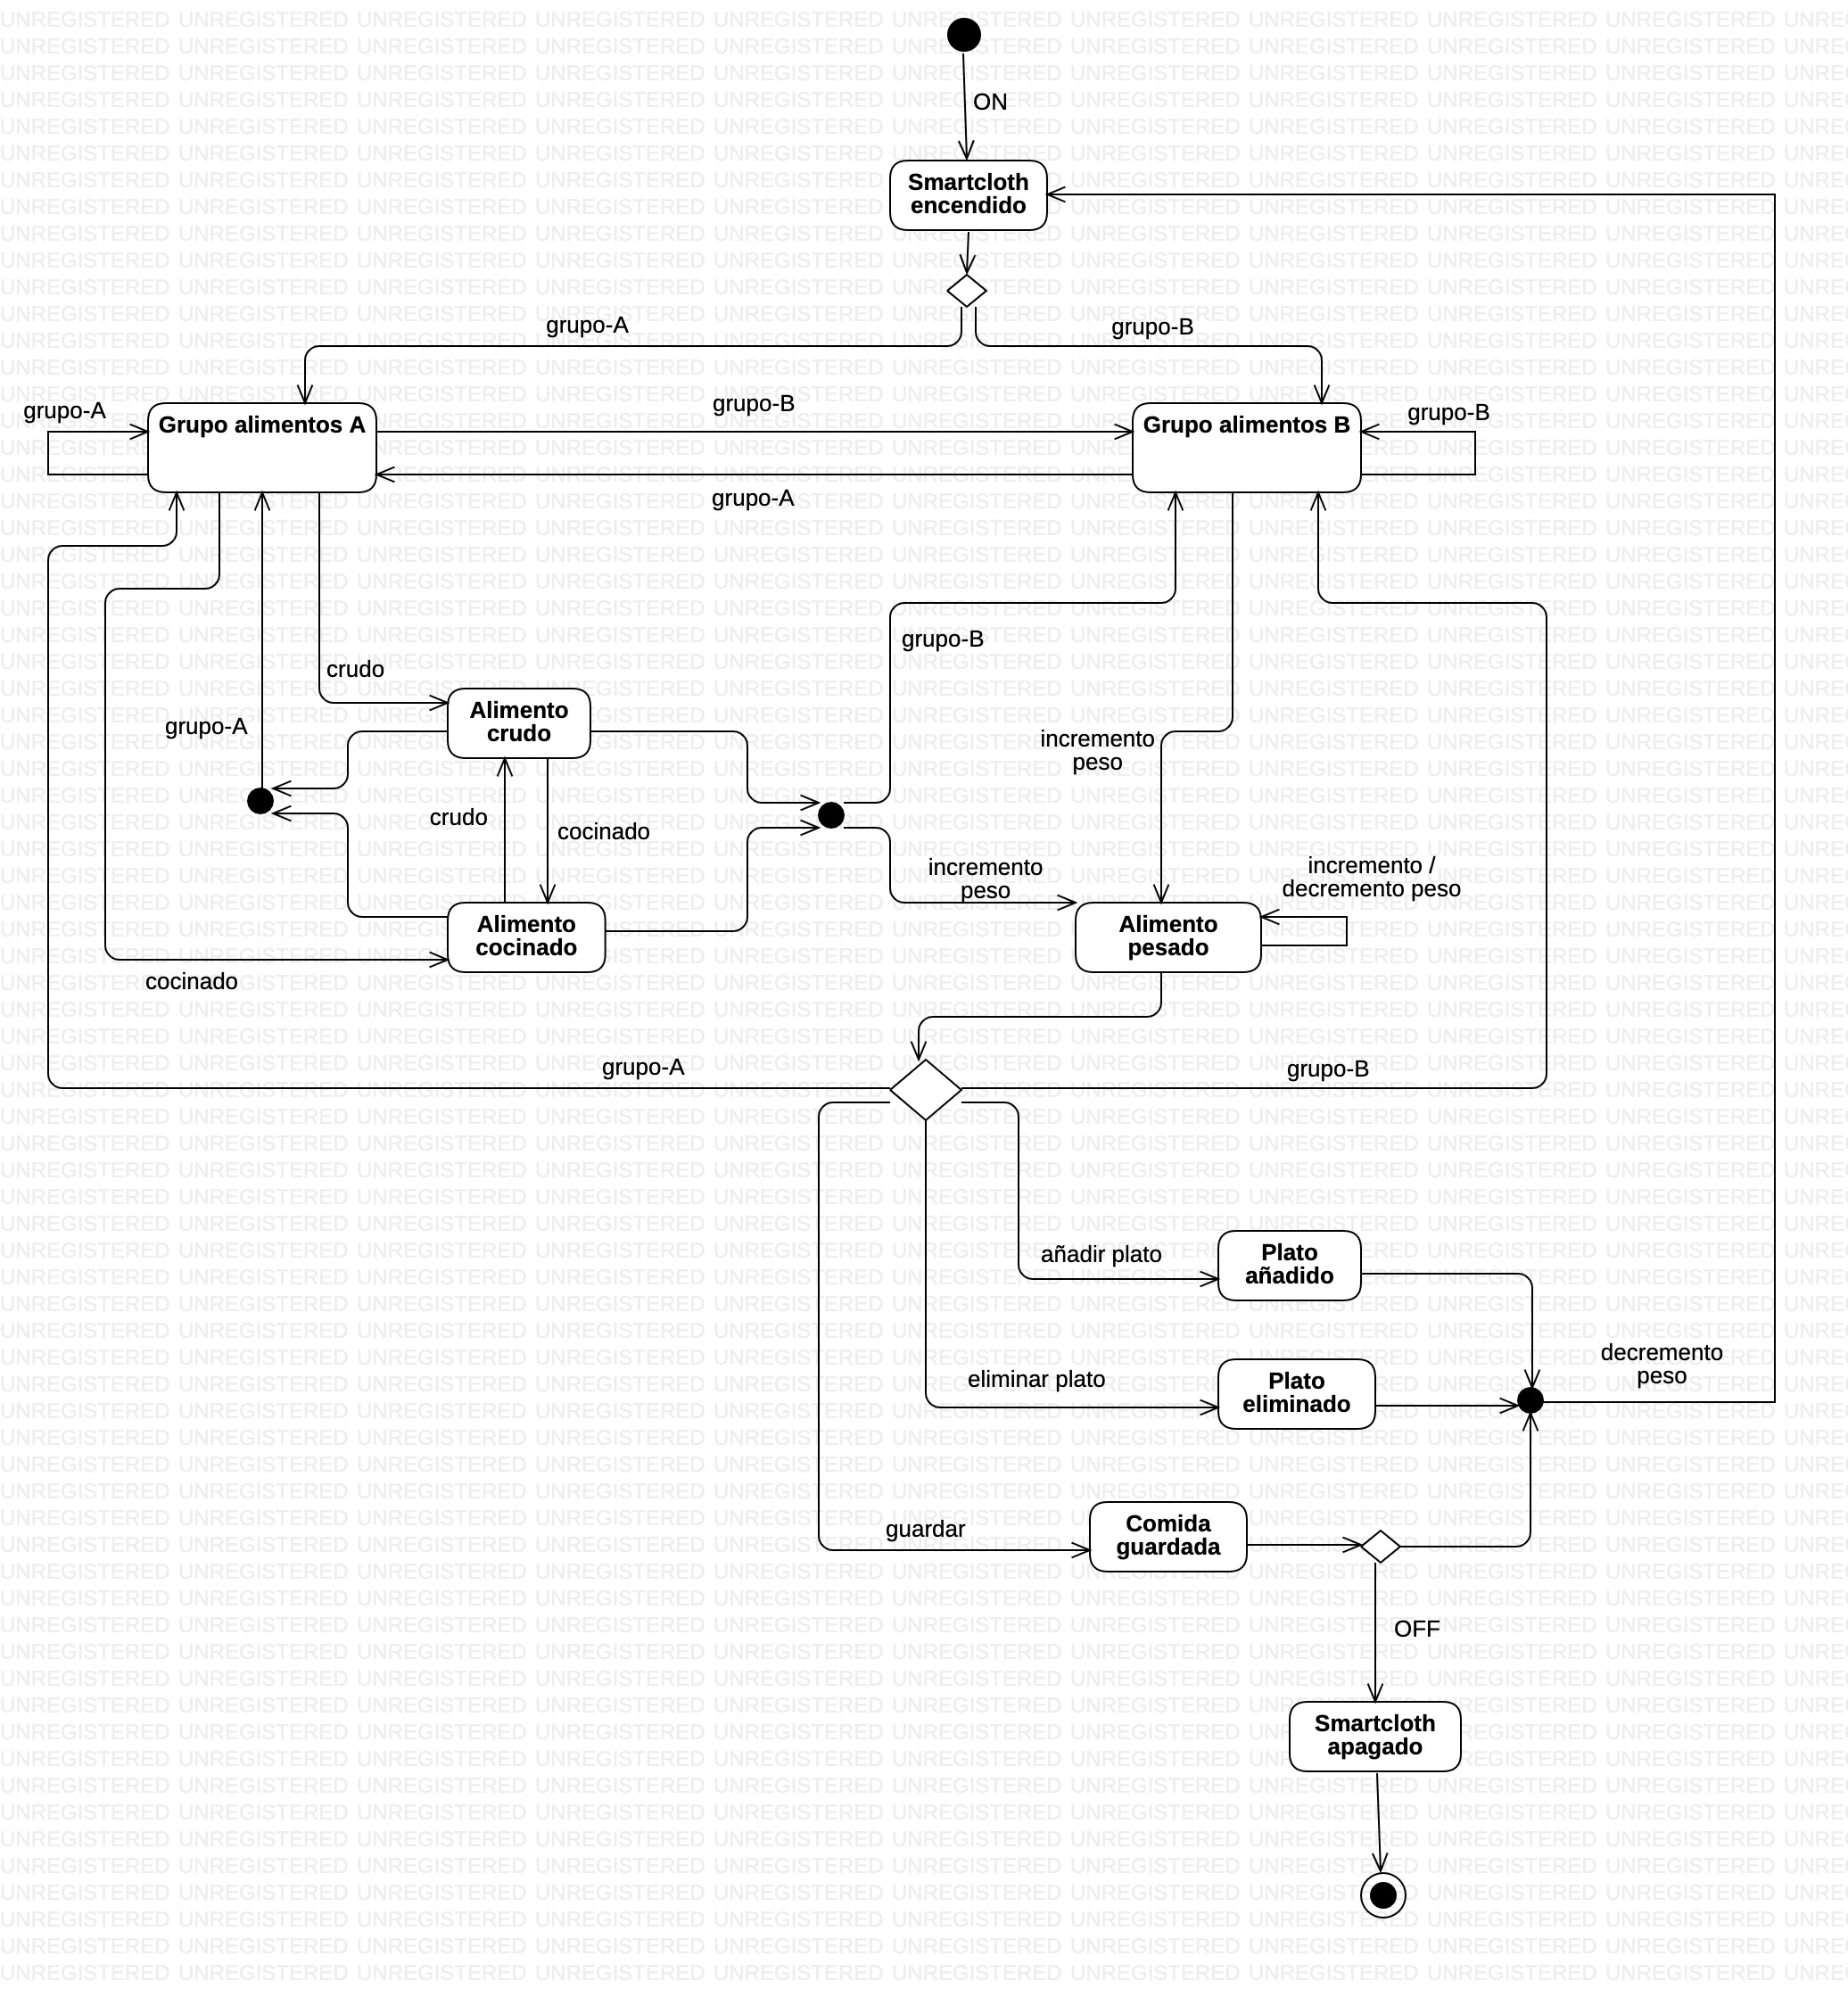 ON
Smartcloth
encendido
grupo-A
grupo-B
grupo-A
Grupo alimentos A
grupo-B
Grupo alimentos B
grupo-B
grupo-A
crudo
grupo-B
Alimento
crudo
grupo-A
incremento
peso
crudo
cocinado
incremento
peso
incremento /
decremento peso
Alimento
cocinado
Alimento
pesado
cocinado
grupo-A
grupo-B
añadir plato
Plato
añadido
eliminar plato
Plato
eliminado
decremento
peso
guardar
Comida
guardada
OFF
Smartcloth
apagado
UNREGISTERED